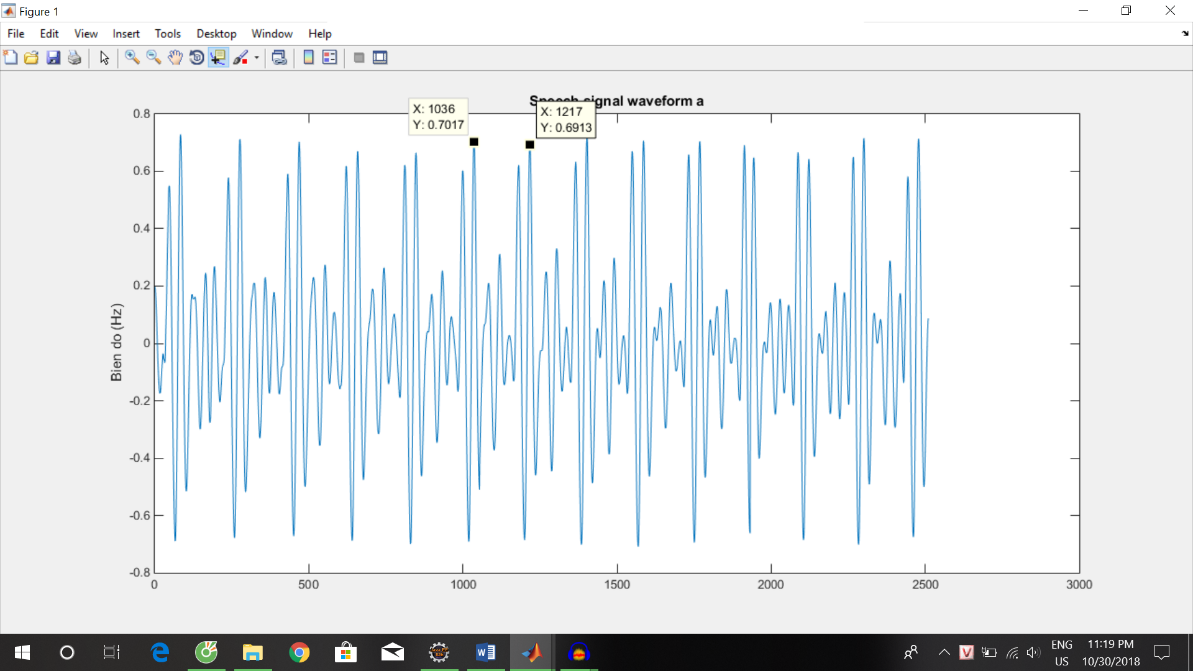 Figure 1
File Edit View Insert Tools Desktop Window Help
Speech signal waveform a
X: 1036
Y: 0.7017
X: 1217
Y: 0.6913
Bien do (Hz)
0.8
0.6
0.4
0.2
0
-0.2
-0.4
-0.6
-0.8
0 500 1000 1500 2000 2500 3000
ENG 11:19 PM
US 10/30/2018